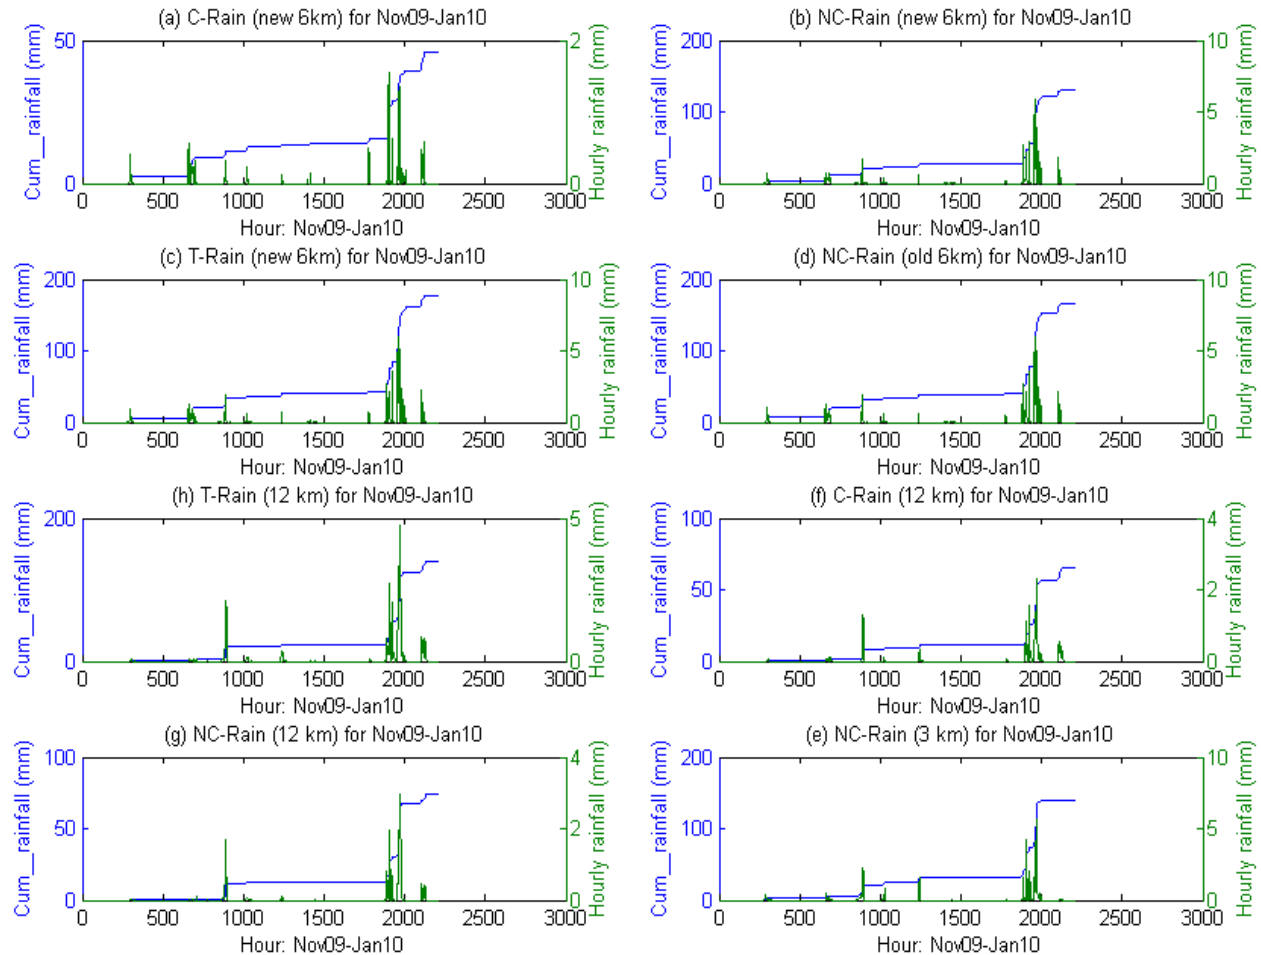 (a) C-Rain (new 6km) for Nov09-Jan10
Cum__rainfall (mm)
50
0
2
1
0
Hourly rainfall (mm)
0 500 1000 1500 2000 2500 3000
Hour: Nov09-Jan10
(b) NC-Rain (new 6km) for Nov09-Jan10
Cum__rainfall (mm)
200
100
0
10
5
0
Hourly rainfall (mm)
0 500 1000 1500 2000 2500 3000
Hour: Nov09-Jan10
(c) T-Rain (new 6km) for Nov09-Jan10
Cum__rainfall (mm)
200
100
0
10
5
0
Hourly rainfall (mm)
0 500 1000 1500 2000 2500 3000
Hour: Nov09-Jan10
(d) NC-Rain (old 6km) for Nov09-Jan10
Cum__rainfall (mm)
200
100
0
10
5
0
Hourly rainfall (mm)
0 500 1000 1500 2000 2500 3000
Hour: Nov09-Jan10
(h) T-Rain (12 km) for Nov09-Jan10
Cum__rainfall (mm)
200
100
0
5
0
Hourly rainfall (mm)
0 500 1000 1500 2000 2500 3000
Hour: Nov09-Jan10
(f) C-Rain (12 km) for Nov09-Jan10
Cum__rainfall (mm)
100
50
0
4
2
0
Hourly rainfall (mm)
0 500 1000 1500 2000 2500 3000
Hour: Nov09-Jan10
(g) NC-Rain (12 km) for Nov09-Jan10
Cum__rainfall (mm)
100
50
0
4
2
0
Hourly rainfall (mm)
0 500 1000 1500 2000 2500 3000
Hour: Nov09-Jan10
(e) NC-Rain (3 km) for Nov09-Jan10
Cum__rainfall (mm)
200
100
0
10
5
0
Hourly rainfall (mm)
0 500 1000 1500 2000 2500 3000
Hour: Nov09-Jan10